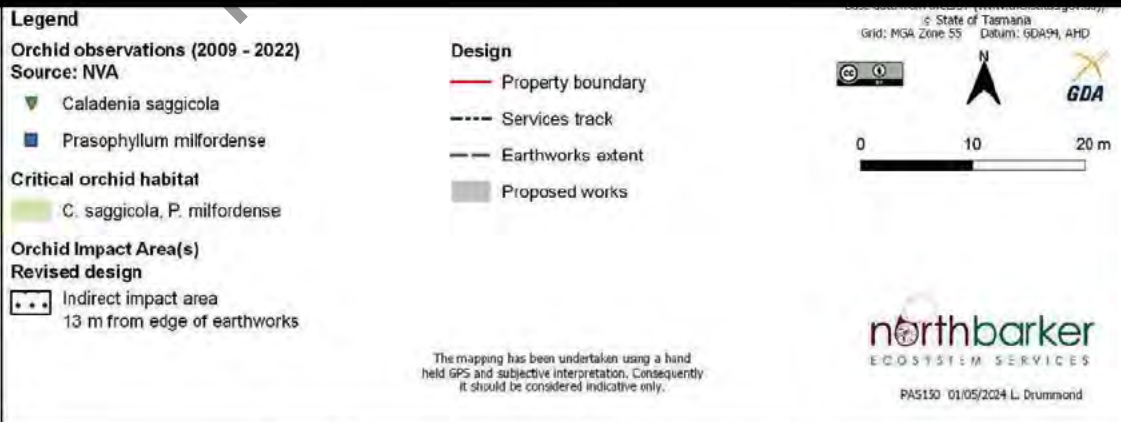 Legend
Orchid observations (2009 - 2022)
Source: NVA
Caladenia saggicola
Prasophyllum milfordense
Critical orchid habitat
C. saggicola, P. milfordense
Orchid Impact Area(s)
Revised design
Indirect impact area
13 m from edge of earthworks
Design
Property boundary
Services track
Earthworks extent
Proposed works
The mapping has been undertaken using a hand
held GPS and subjective interpretation. Consequently
it should be considered indicative only.
© State of Tasmania
Grid: MGA Zone 55 Datum: GDA94, AHD
cc
BY
N
GDA
0 10 20 m
northbarker
ECOSYSTEM SERVICES
PAS130 01/05/2024 L. Drummond